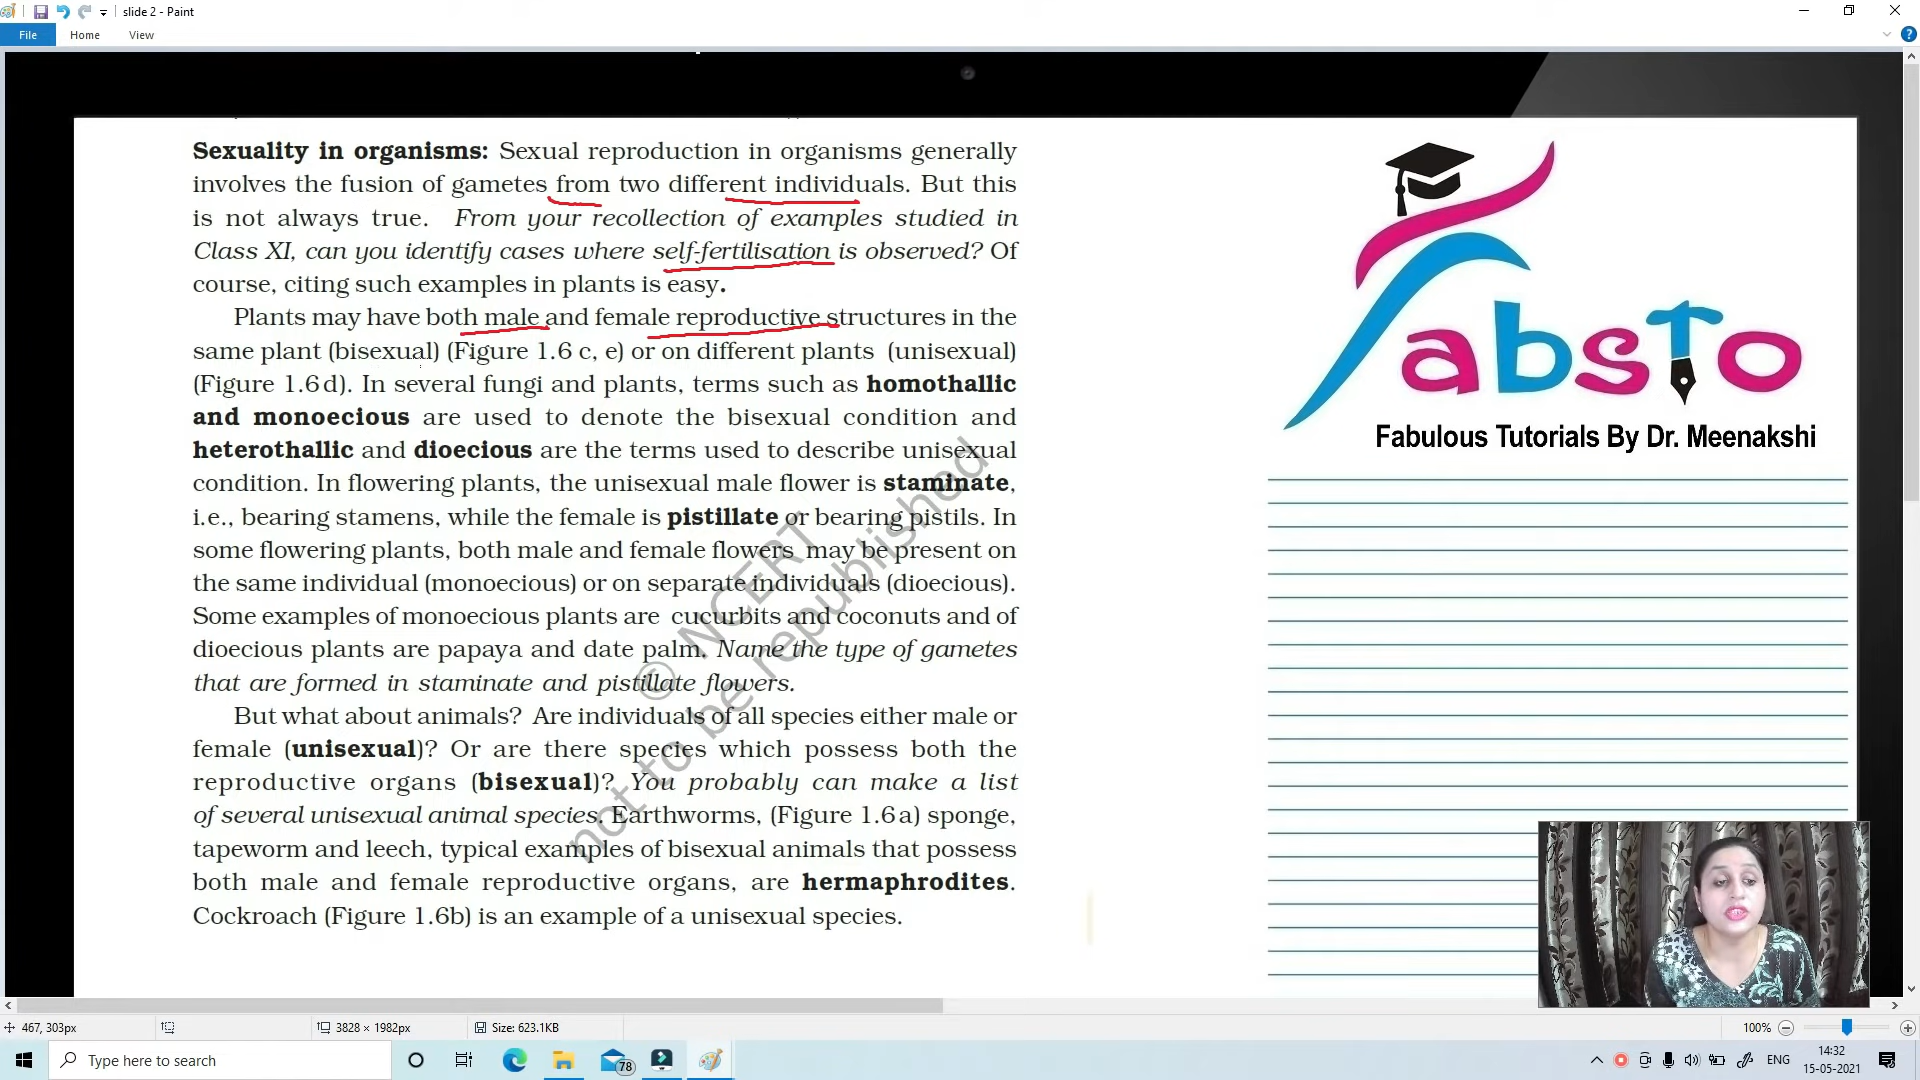 slide 2 - Paint
File Home View
Sexuality in organisms: Sexual reproduction in organisms generally
involves the fusion of gametes from two different individuals. But this
is not always true. From your recollection of examples studied in
Class XI, can you identify cases where self-fertilisation is observed? Of
course, citing such examples in plants is easy.
Plants may have both male and female reproductive structures in the
same plant (bisexual) (Figure 1.6 c, e) or on different plants (unisexual)
(Figure 1.6 d). In several fungi and plants, terms such as homothallic
and monoecious are used to denote the bisexual condition and
heterothallic and dioecious are the terms used to describe unisexual
condition. In flowering plants, the unisexual male flower is staminate,
i.e., bearing stamens, while the female is pistillate or bearing pistils. In
some flowering plants, both male and female flowers may be present on
the same individual (monoecious) or on separate individuals (dioecious).
Some examples of monoecious plants are cucurbits and coconuts and of
dioecious plants are papaya and date palm. Name the type of gametes
that are formed in staminate and pistillate flowers.
But what about animals? Are individuals of all species either male or
female (unisexual)? Or are there species which possess both the
reproductive organs (bisexual)? You probably can make a list
of several unisexual animal species. Earthworms, (Figure 1.6 a) sponge,
tapeworm and leech, typical examples of bisexual animals that possess
both male and female reproductive organs, are hermaphrodites.
Cockroach (Figure 1.6b) is an example of a unisexual species.
© NCERT
not to be republished
absto
Fabulous Tutorials By Dr. Meenakshi
467, 303px
3828 × 1982px
Size: 623.1KB
100%
Type here to search
78
ENG
14:32
15-05-2021